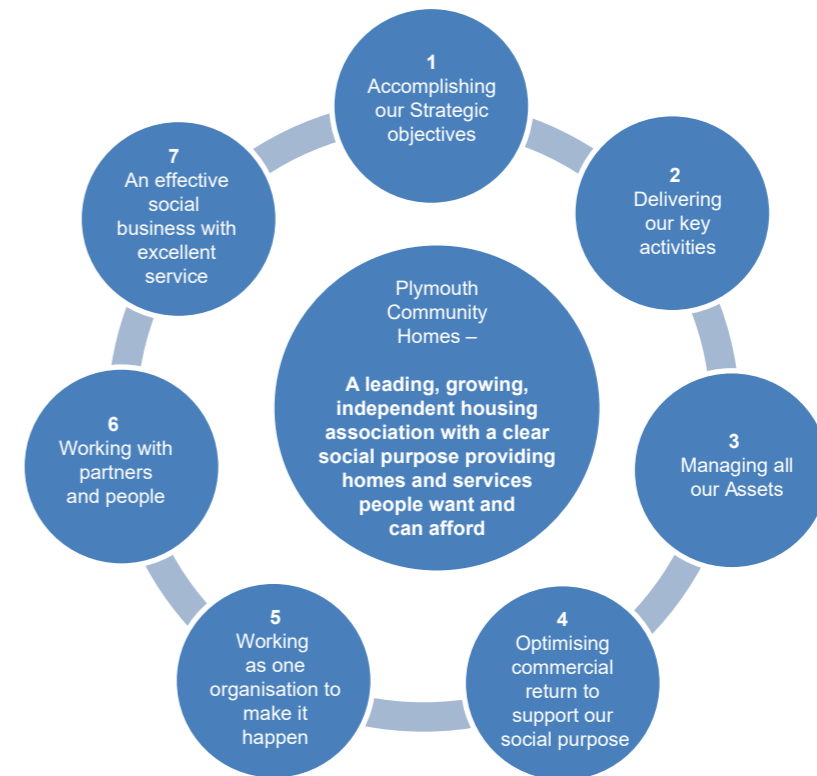 1
Accomplishing
our Strategic
objectives
2
Delivering
our key
activities
3
Managing all
our Assets
4
Optimising
commercial
return to
support our
social purpose
5
Working
as one
organisation to
make it
happen
6
Working with
partners
and people
7
An effective
social
business with
excellent
service
Plymouth
Community
Homes –
A leading, growing,
independent housing
association with a clear
social purpose providing
homes and services
people want and
can afford